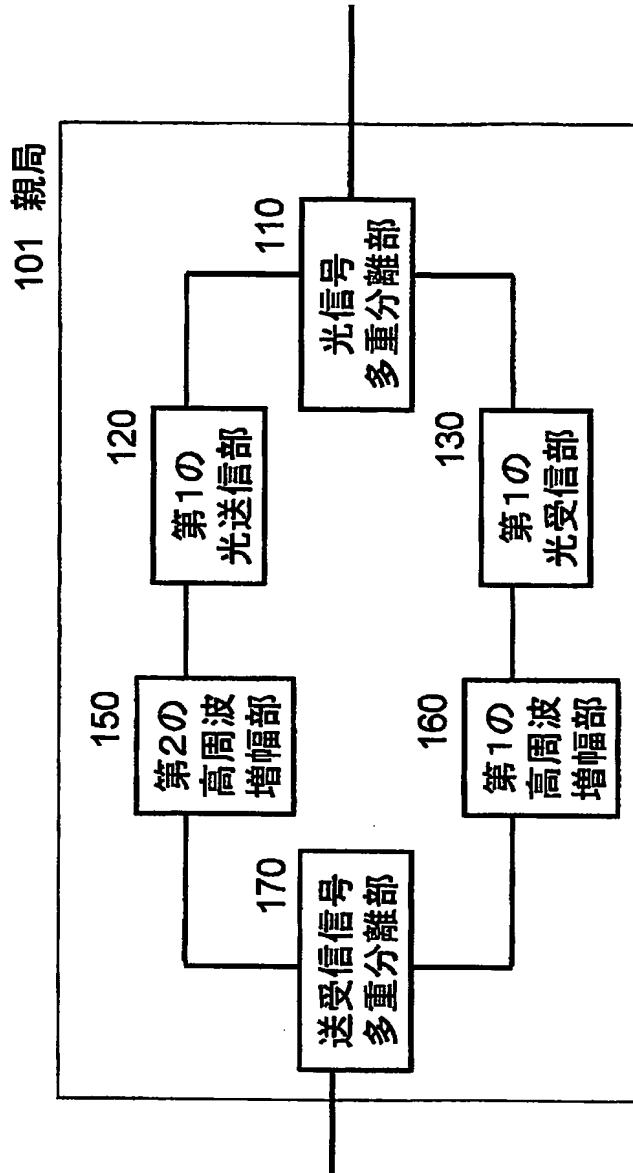 101 親局
170
送受信信号
多重分離部
150
第2の
高周波
増幅部
120
第1の
光送信部
110
光信号
多重分離部
160
第1の
高周波
増幅部
130
第1の
光受信部